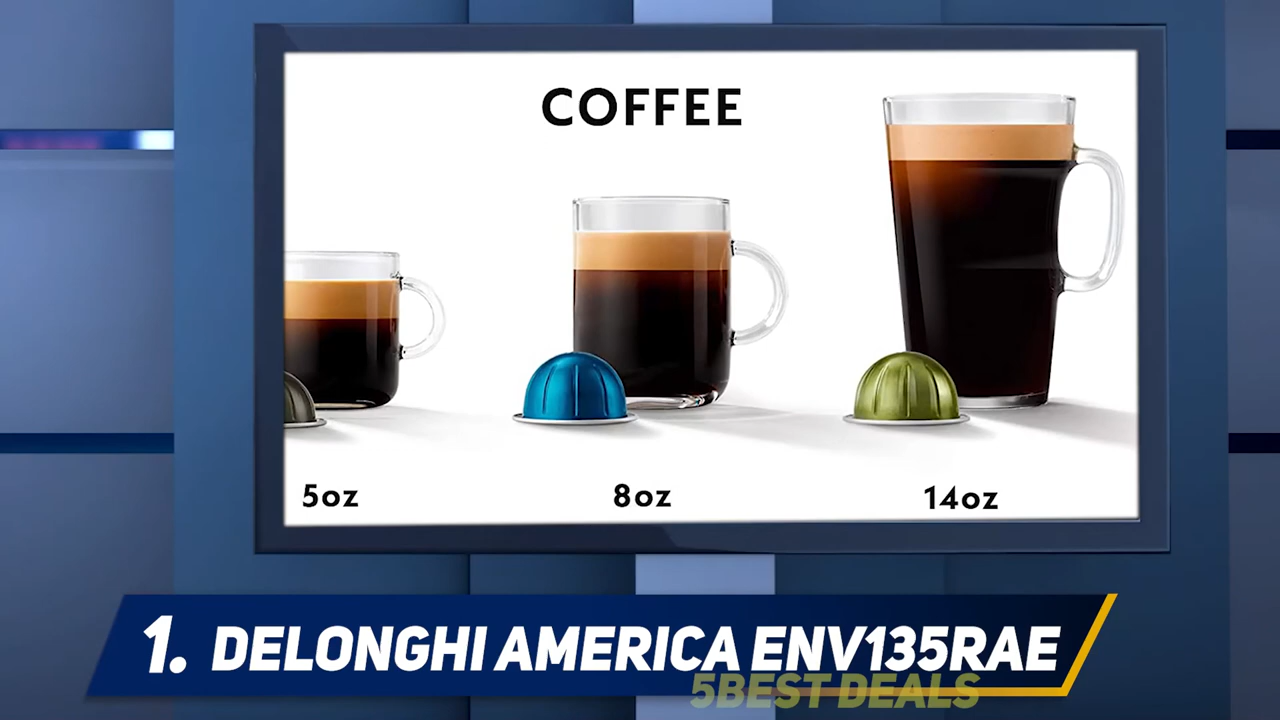 COFFEE
5oz
8oz
14oz
1. DELONGHI AMERICA ENV135RAE
5BEST DEALS